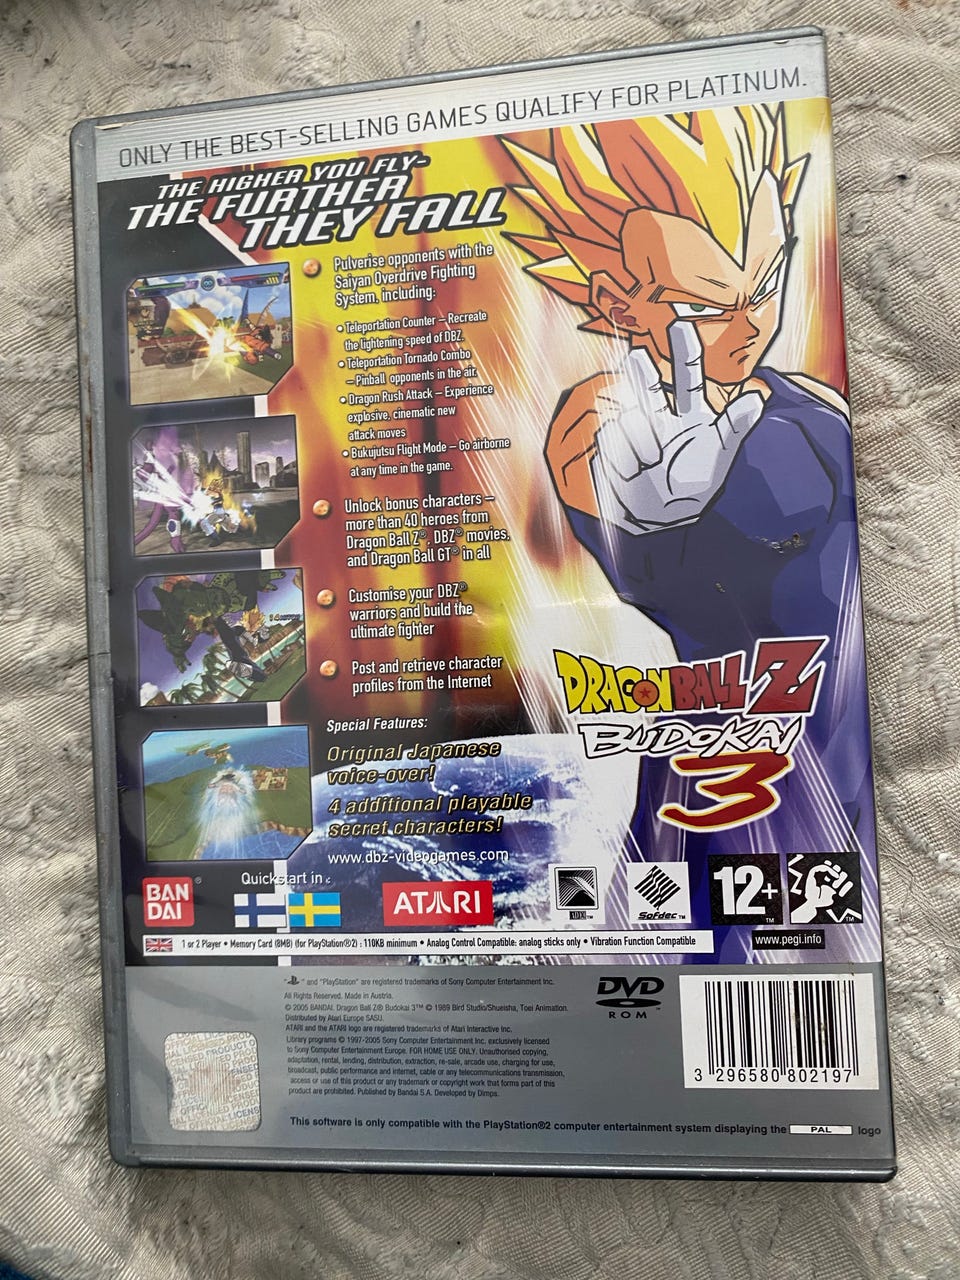 ONLY THE BEST-SELLING GAMES QUALIFY FOR PLATINUM.
THE HIGHER YOU FLY-
THE FURTHER
THEY FALL
Pulverise opponents with the
Saiyan Overdrive Fighting
System, including:
• Teleportation Counter – Recreate
the lightening speed of DBZ.
• Teleportation Tornado Combo
– Pinball opponents in the air.
• Dragon Rush Attack – Experience
explosive, cinematic new
attack moves
• Bukujutsu Flight Mode – Go airborne
at any time in the game.
Unlock bonus characters –
more than 40 heroes from
Dragon Ball Z®, DBZ® movies,
and Dragon Ball GT® in all
Customise your DBZ®
warriors and build the
ultimate fighter
Post and retrieve character
profiles from the Internet
Special Features:
Original Japanese
voice-over!
4 additional playable
secret characters!
www.dbz-videogames.com
DRAGONBALL Z
BUDOKAI
3
Quickstart in
BAN
DAI ®
ATARI
ADX™
Sofdec™
12+™
www.pegi.info
1 or 2 Player • Memory Card (8MB) (for PlayStation®2) : 110KB minimum • Analog Control Compatible: analog sticks only • Vibration Function Compatible
" " and "PlayStation" are registered trademarks of Sony Computer Entertainment Inc.
All Rights Reserved. Made in Austria.
© 2005 BANDAI. Dragon Ball Z® Budokai 3™ © 1989 Bird Studio/Shueisha, Toei Animation.
Distributed by Atari Europe SASU.
ATARI and the ATARI logo are registered trademarks of Atari Interactive Inc.
Library programs © 1997-2005 Sony Computer Entertainment Inc. exclusively licensed
to Sony Computer Entertainment Europe. FOR HOME USE ONLY. Unauthorised copying,
adaptation, rental, lending, distribution, extraction, re-sale, arcade use, charging for use,
broadcast, public performance and internet, cable or any telecommunications transmission,
access or use of this product or any trademark or copyright work that forms part of this
product are prohibited. Published by Bandai S.A. Developed by Dimps.
DVD
ROM
3 296580 802197
This software is only compatible with the PlayStation®2 computer entertainment system displaying the PAL logo